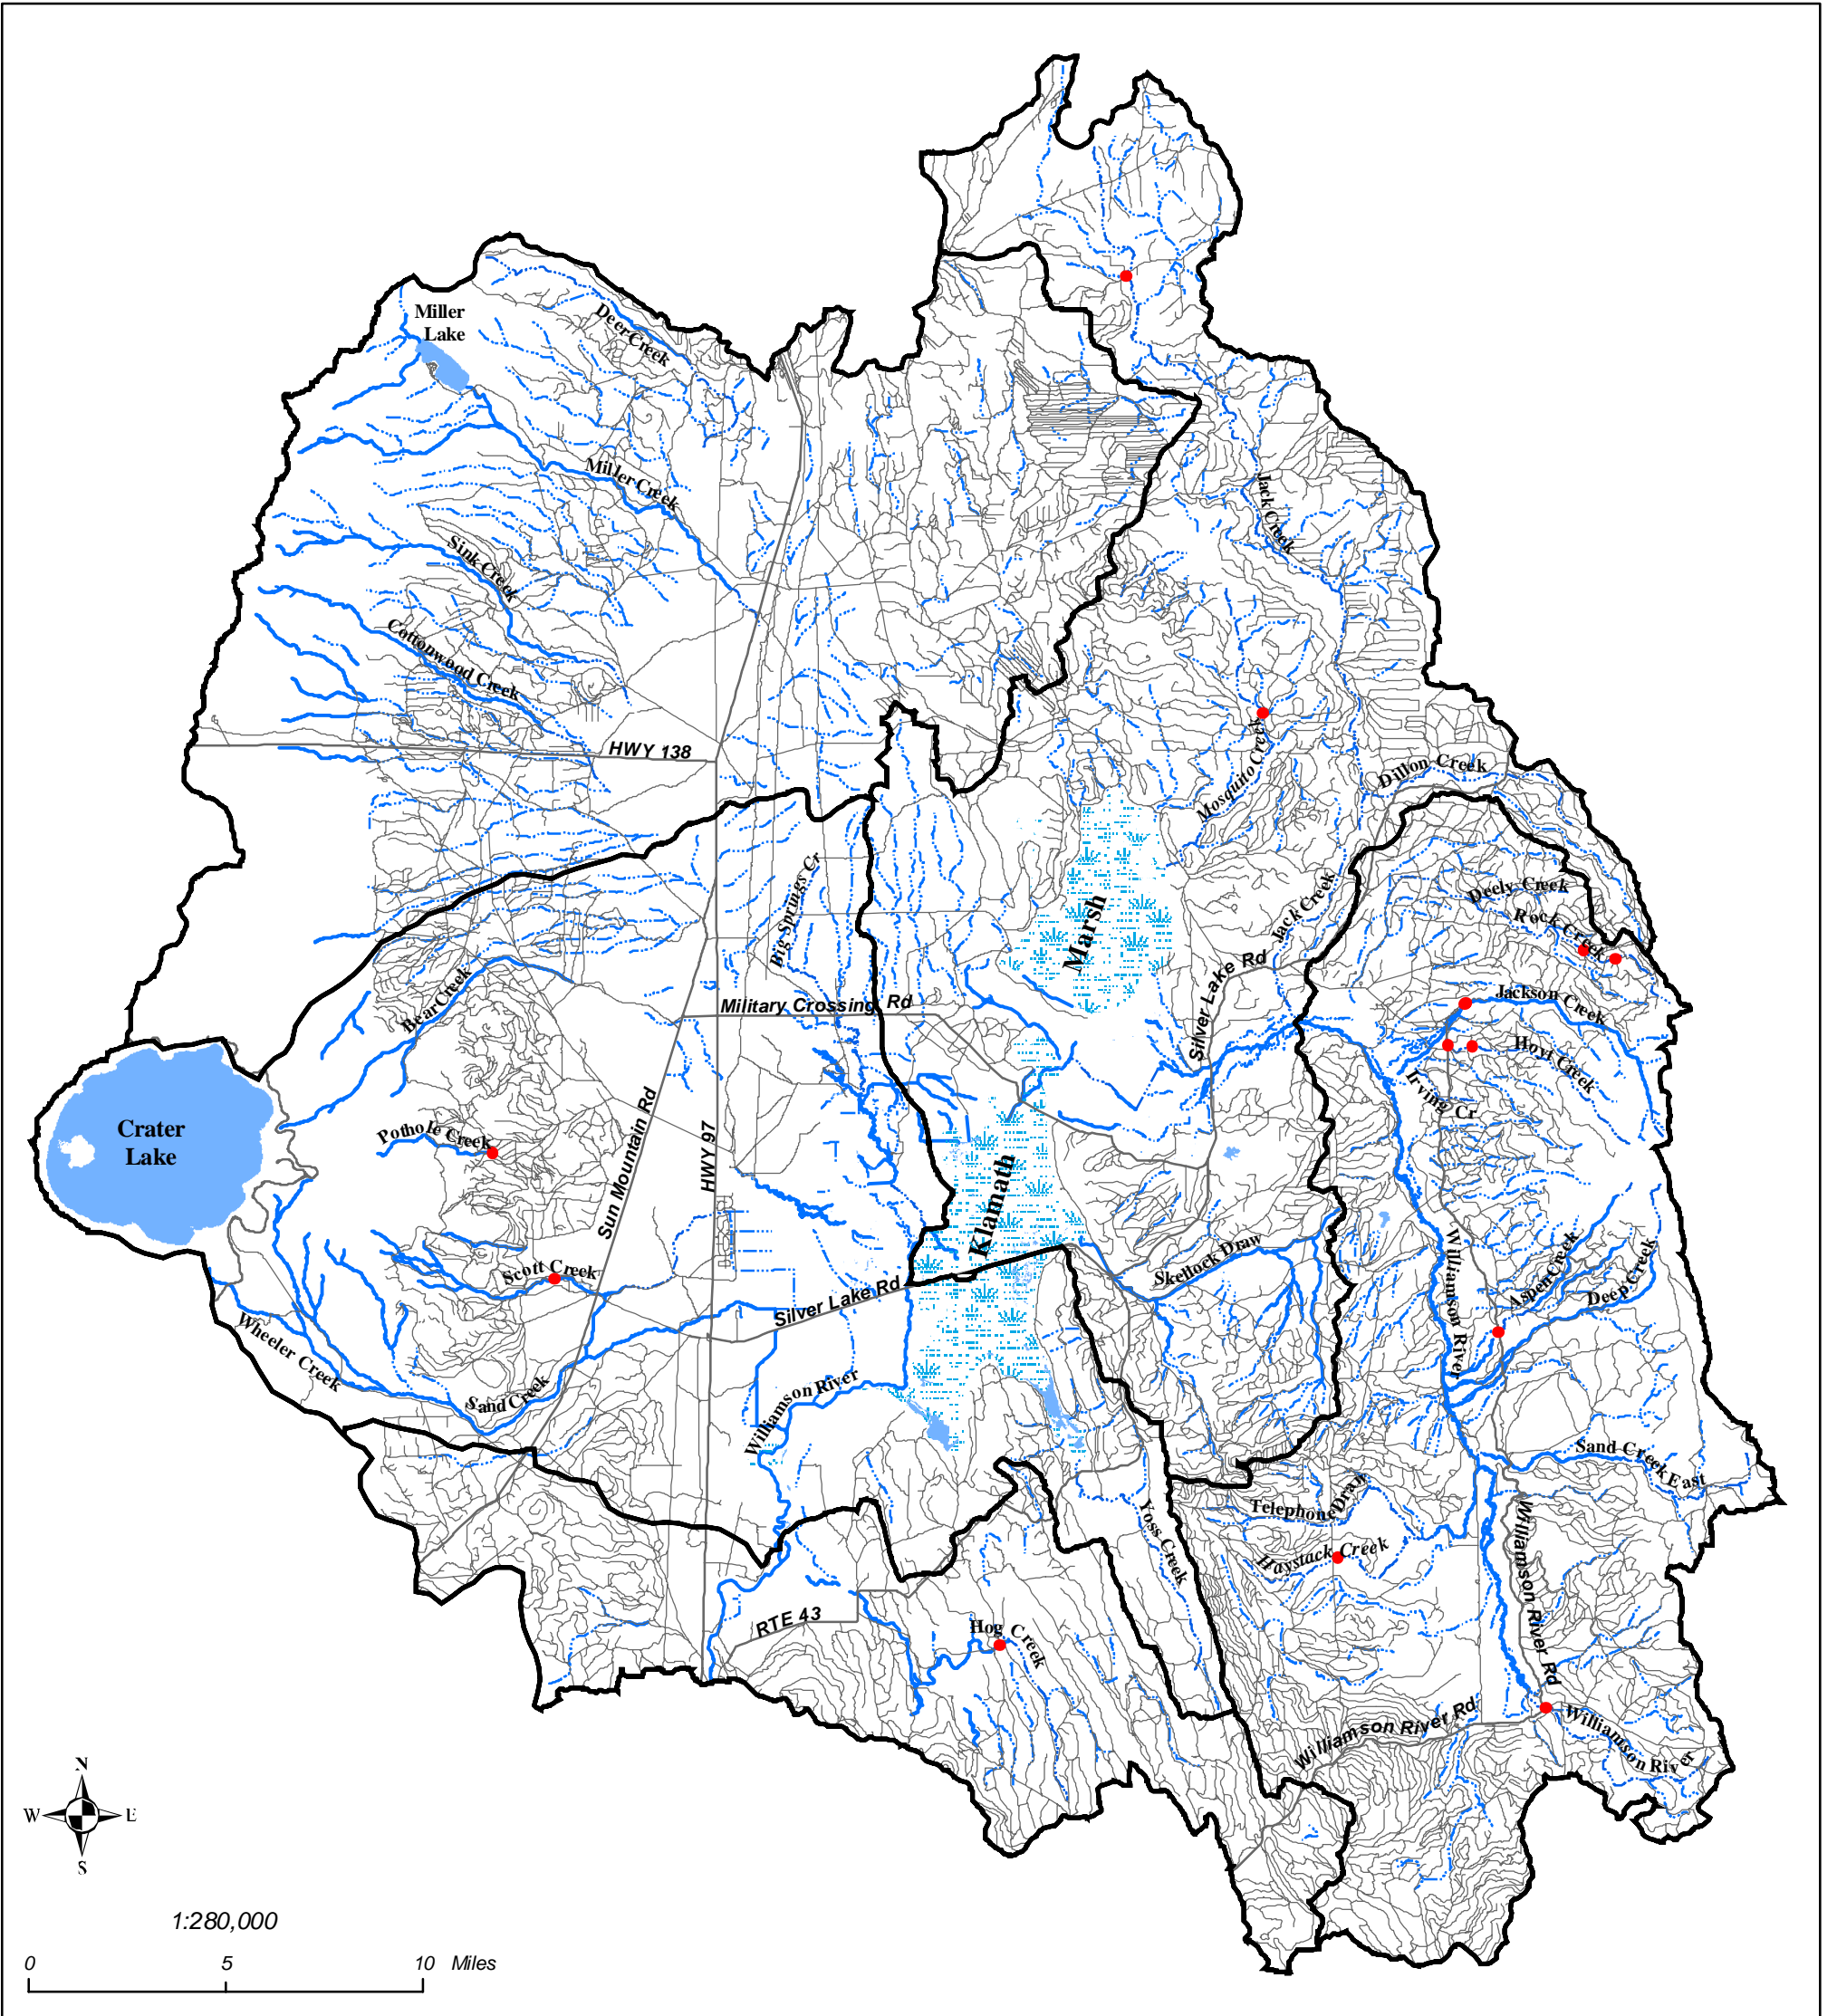 Miller
Lake
Deer Creek
Miller Creek
Jack Creek
Sink Creek
Cottonwood Creek
HWY 138
Mosquito Creek
Dillon Creek
Big Springs Cr
Deely Creek
Rock Creek
Marsh
Jack Creek
Silver Lake Rd
Bear Creek
Military Crossing Rd
Jackson Creek
Hoyt Creek
Irving Cr
Crater
Lake
Pothole Creek
Sun Mountain Rd
HWY 97
Klamath
Skellock Draw
Williamson River
Aspen Creek
Deep Creek
Scott Creek
Silver Lake Rd
Wheeler Creek
Sand Creek
Williamson River
Sand Creek East
Telephone Draw
Yoss Creek
Haystack Creek
Williamson River Rd
RTE 43
Hog Creek
Williamson River Rd
Williamson River
N
W E
S
1:280,000
0 5 10 Miles